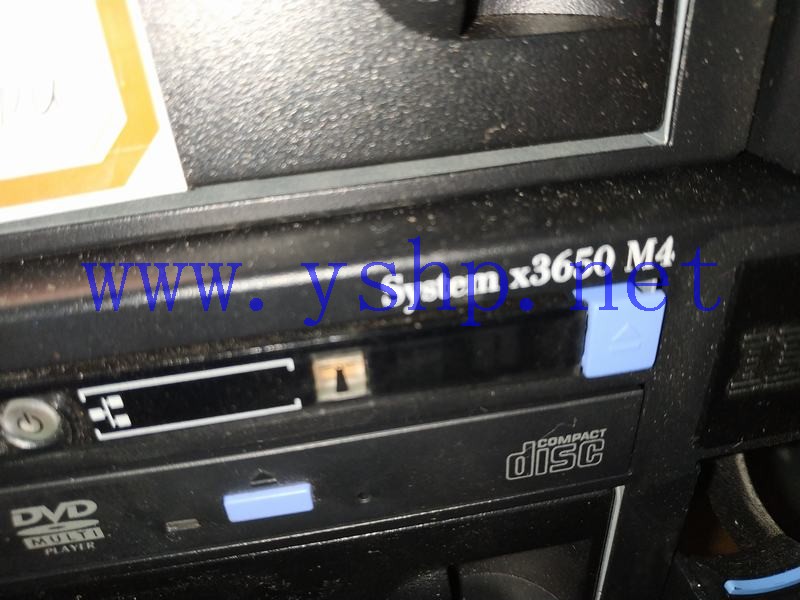 System x3650 M4
www.yshp.net
COMPACT
disc
DVD
MULTI
PLAYER